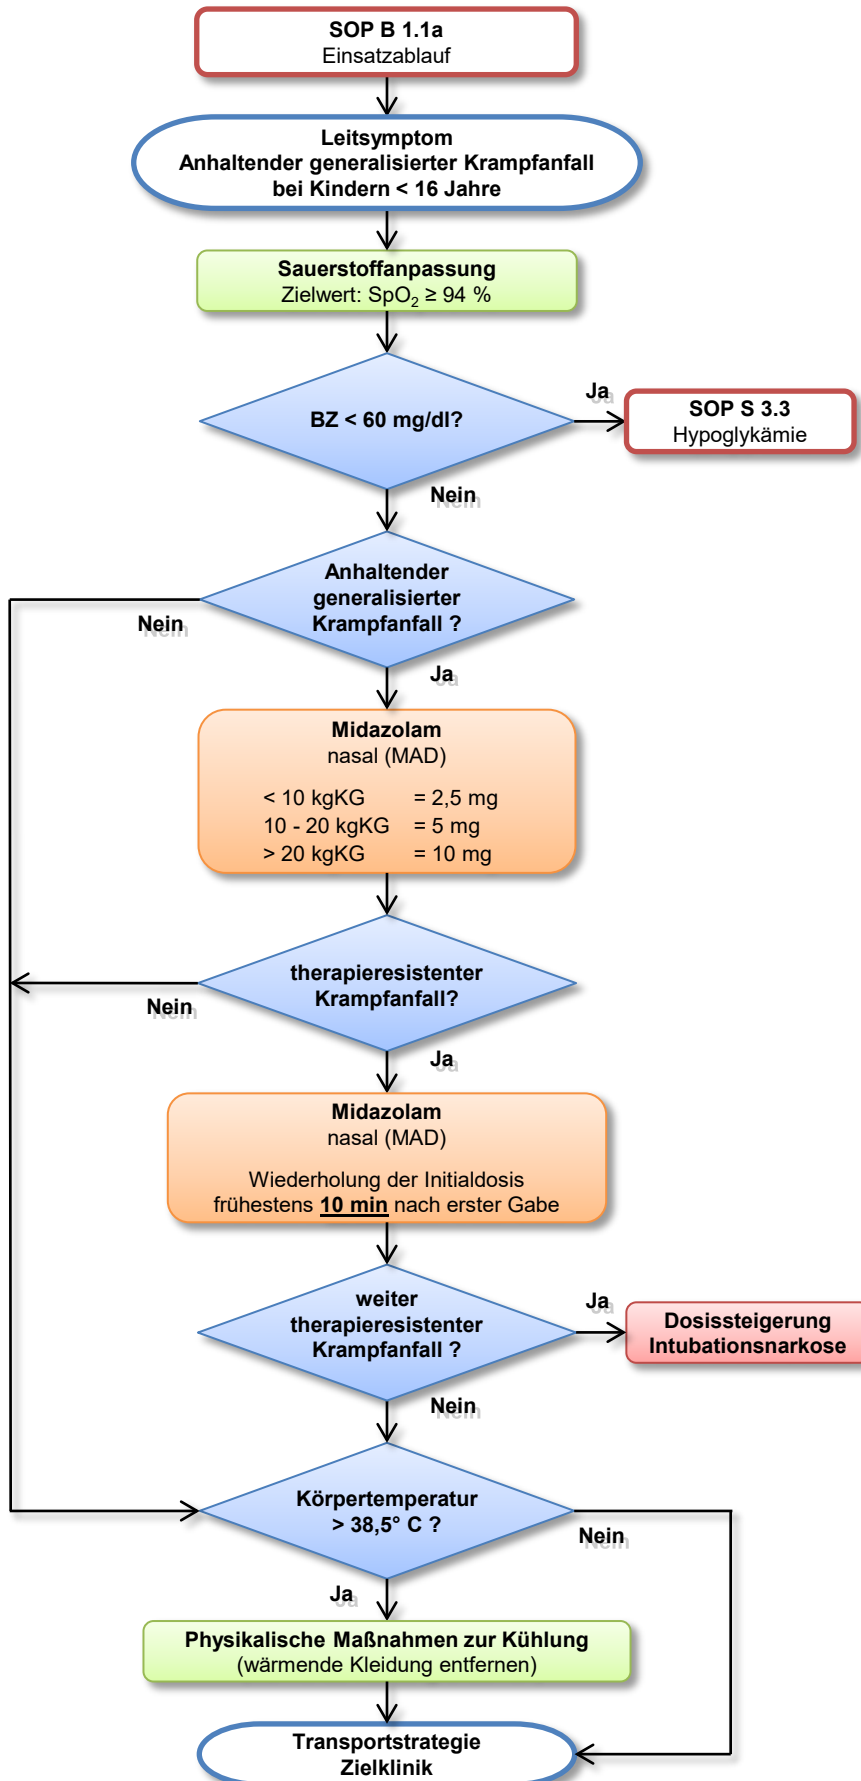 SOP B 1.1a
Einsatzablauf
Leitsymptom
Anhaltender generalisierter Krampfanfall
bei Kindern < 16 Jahre
Sauerstoffanpassung
Zielwert: SpO₂ ≥ 94 %
BZ < 60 mg/dl?
Ja
SOP S 3.3
Hypoglykämie
Nein
Anhaltender
generalisierter
Krampfanfall ?
Nein
Ja
Midazolam
nasal (MAD)
< 10 kgKG = 2,5 mg
10 - 20 kgKG = 5 mg
> 20 kgKG = 10 mg
therapieresistenter
Krampfanfall?
Nein
Ja
Midazolam
nasal (MAD)
Wiederholung der Initialdosis
frühestens 10 min nach erster Gabe
weiter
therapieresistenter
Krampfanfall ?
Ja
Dosissteigerung
Intubationsnarkose
Nein
Körpertemperatur
> 38,5° C ?
Nein
Ja
Physikalische Maßnahmen zur Kühlung
(wärmende Kleidung entfernen)
Transportstrategie
Zielklinik